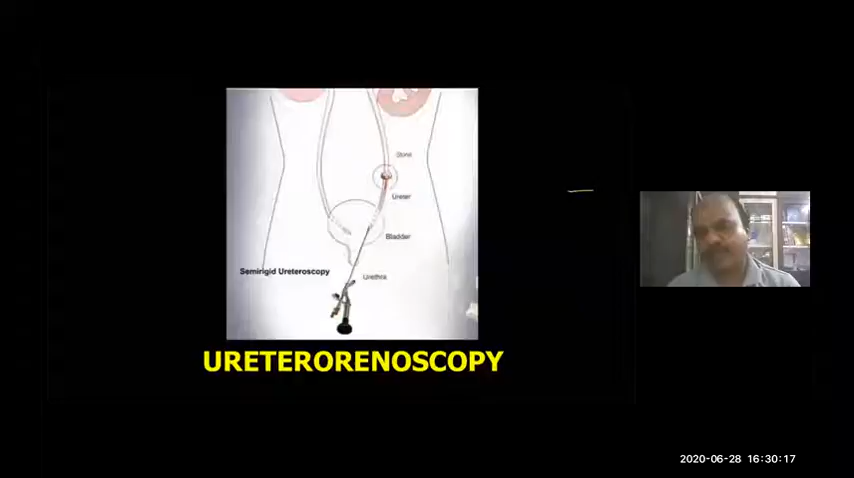 Stone
Ureter
Bladder
Semirigid Ureteroscopy
Urethra
URETERORENOSCOPY
2020-06-28 16:30:17